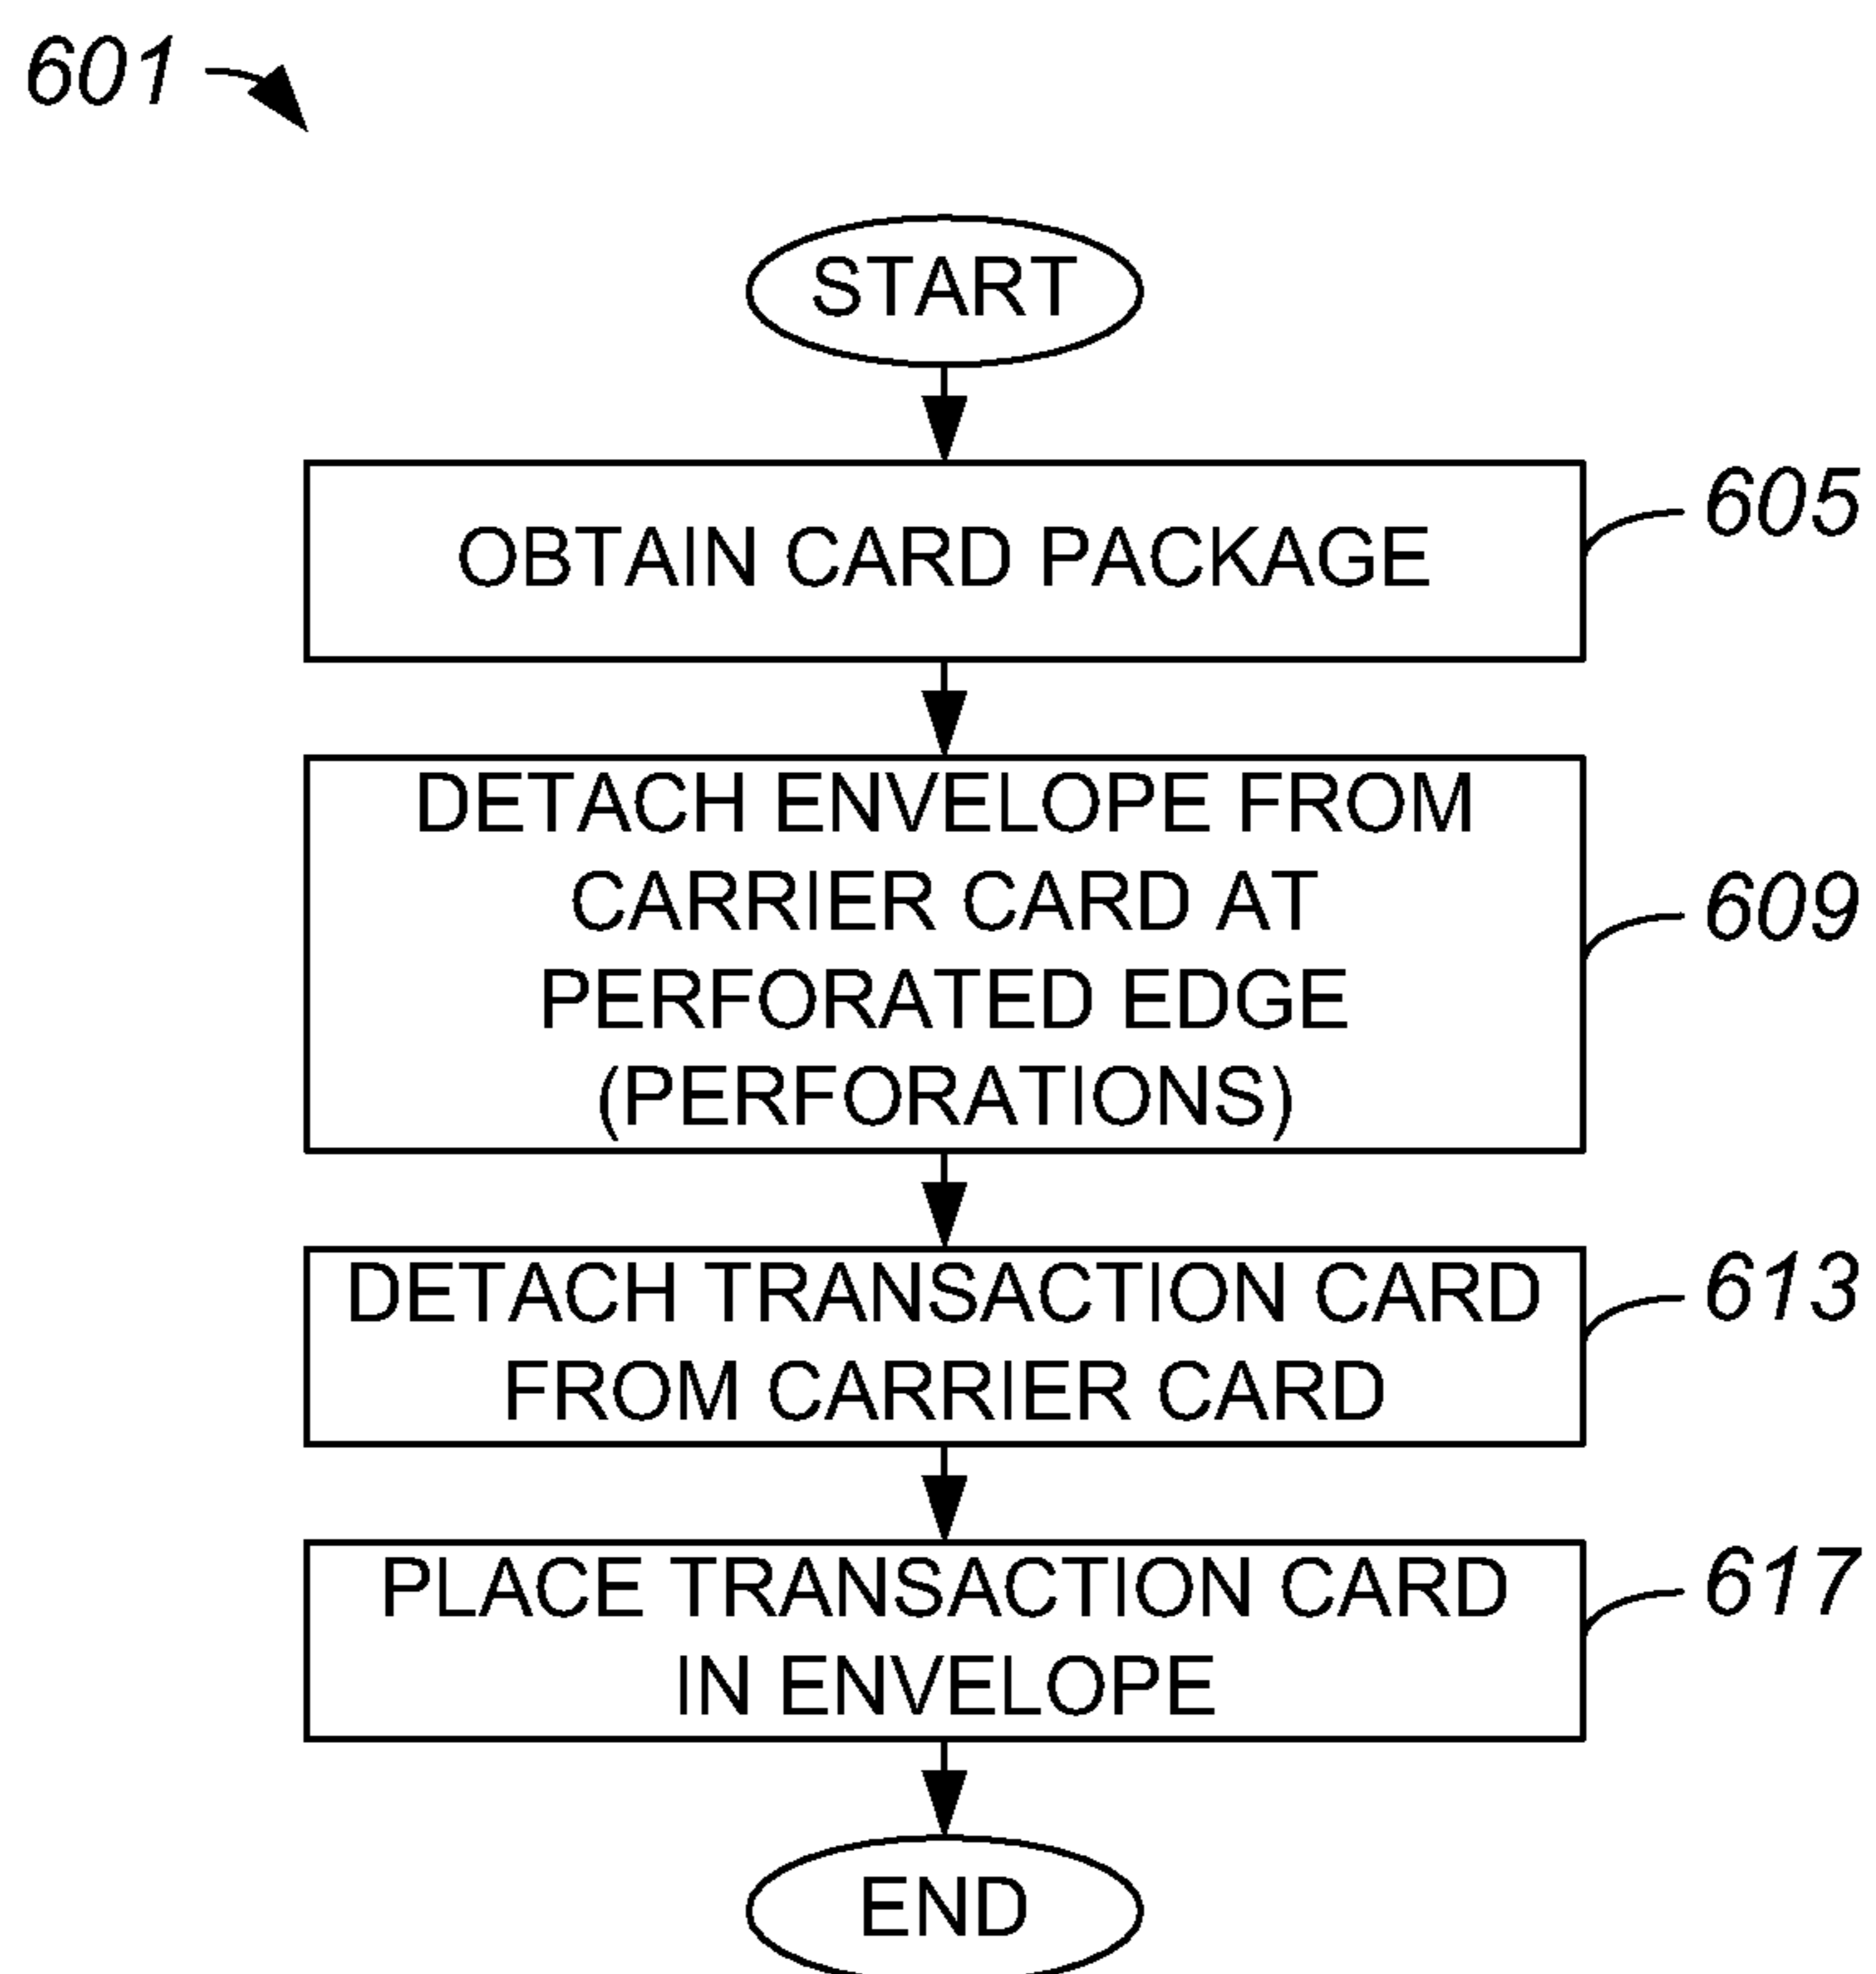 601
START
OBTAIN CARD PACKAGE
605
DETACH ENVELOPE FROM
CARRIER CARD AT
PERFORATED EDGE
(PERFORATIONS)
609
DETACH TRANSACTION CARD
FROM CARRIER CARD
613
PLACE TRANSACTION CARD
IN ENVELOPE
617
END